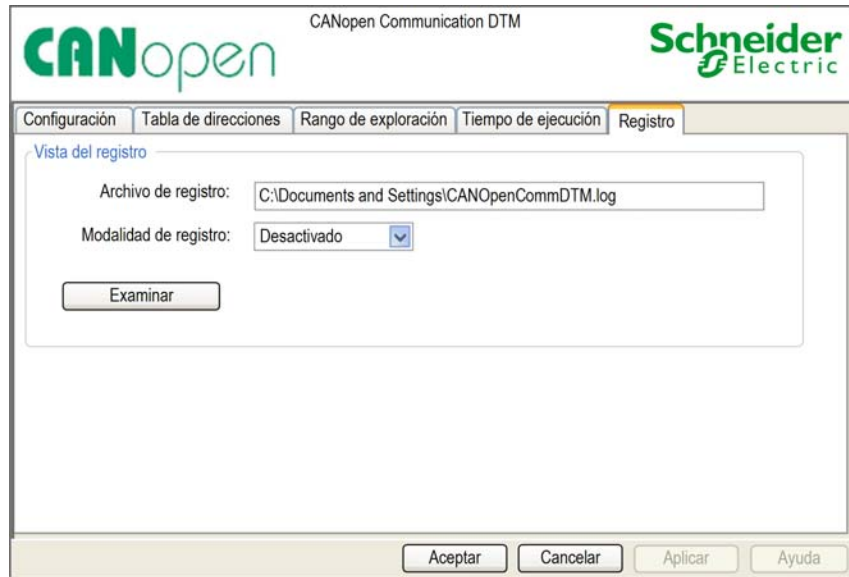 CANopen Communication DTM
CANopen
Schneider
Electric
Configuración Tabla de direcciones Rango de exploración Tiempo de ejecución Registro
Vista del registro
Archivo de registro: C:\Documents and Settings\CANOpenCommDTM.log
Modalidad de registro: Desactivado
Examinar
Aceptar Cancelar Aplicar Ayuda